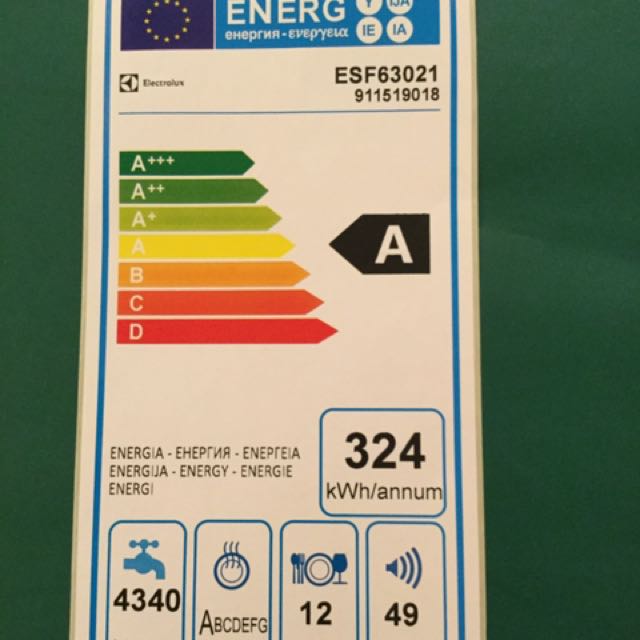 ENERG
енергия - ενεργεια
Y IJA
IE IA
Electrolux
ESF63021
911519018
A+++
A++
A+
A
B
C
D
A
ENERGIA - ЕНЕРГИЯ - ΕΝΕΡΓΕΙΑ
ENERGIJA - ENERGY - ENERGIE
ENERGI
324
kWh/annum
4340
ABCDEFG
12
49